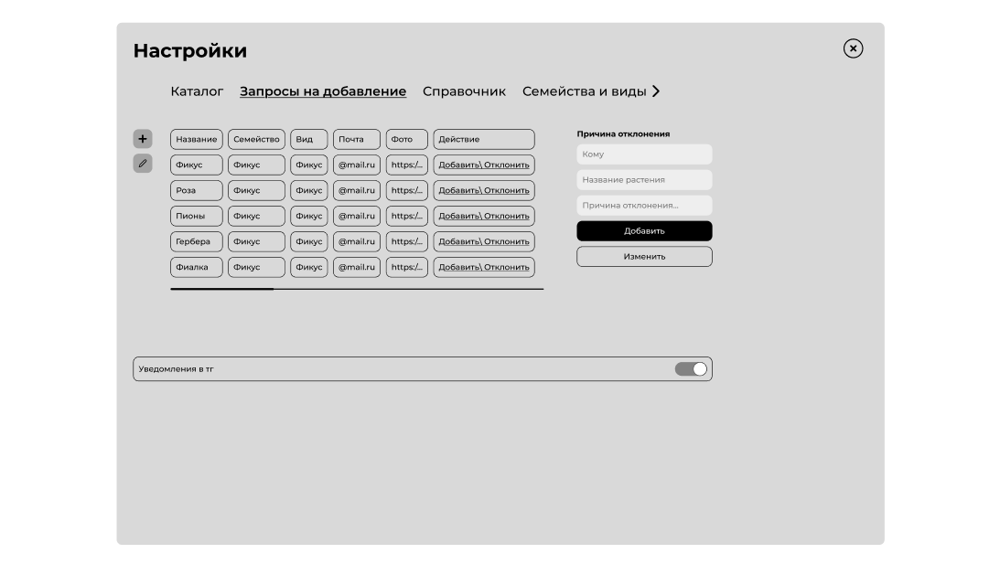 Настройки
Каталог Запросы на добавление Справочник Семейства и виды
Название Семейство Вид Почта Фото Действие
Фикус Фикус Фикус @mail.ru https:/... Добавить\ Отклонить
Роза Фикус Фикус @mail.ru https:/... Добавить\ Отклонить
Пионы Фикус Фикус @mail.ru https:/... Добавить\ Отклонить
Гербера Фикус Фикус @mail.ru https:/... Добавить\ Отклонить
Фиалка Фикус Фикус @mail.ru https:/... Добавить\ Отклонить
Причина отклонения
Кому
Название растения
Причина отклонения...
Добавить
Изменить
Уведомления в тг